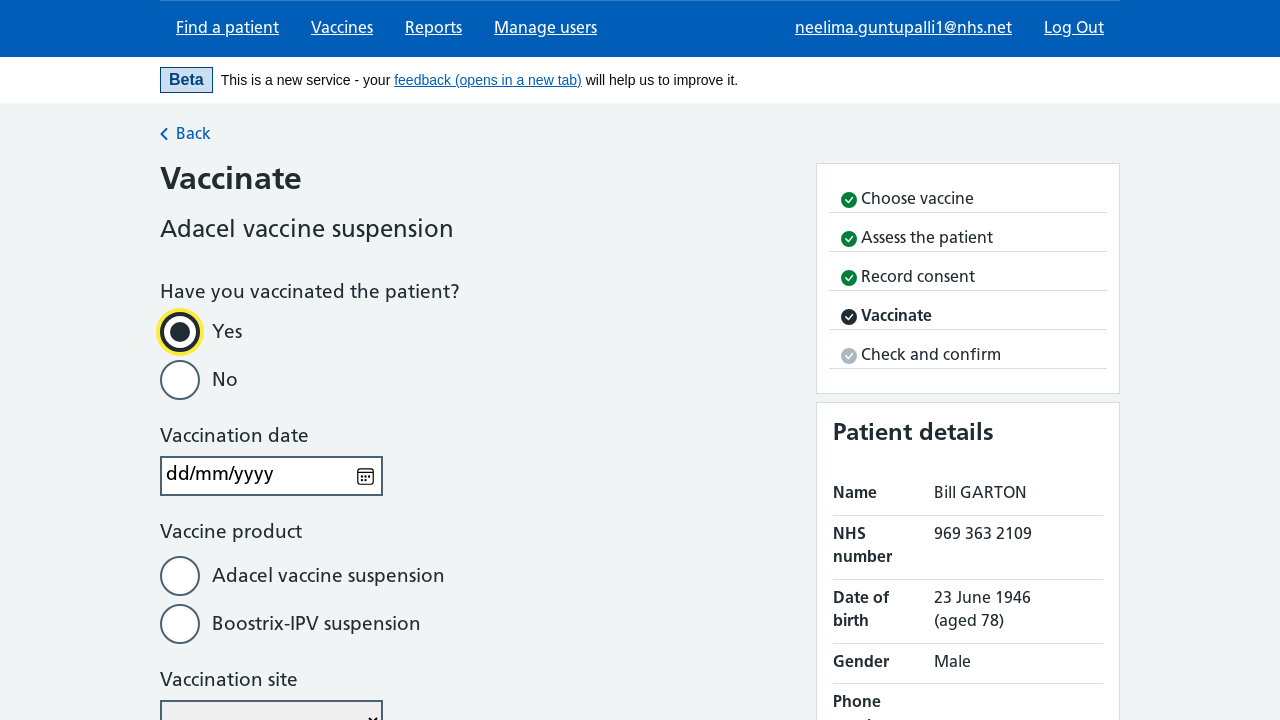 Find a patient
Vaccines
Reports
Manage users
neelima.guntupalli1@nhs.net
Log Out
Beta
This is a new service - your feedback (opens in a new tab) will help us to improve it.
Back
Vaccinate
Adacel vaccine suspension
Have you vaccinated the patient?
Yes
No
Vaccination date
dd/mm/yyyy
Vaccine product
Adacel vaccine suspension
Boostrix-IPV suspension
Vaccination site
Choose vaccine
Assess the patient
Record consent
Vaccinate
Check and confirm
Patient details
Name
Bill GARTON
NHS number
969 363 2109
Date of birth
23 June 1946
(aged 78)
Gender
Male
Phone